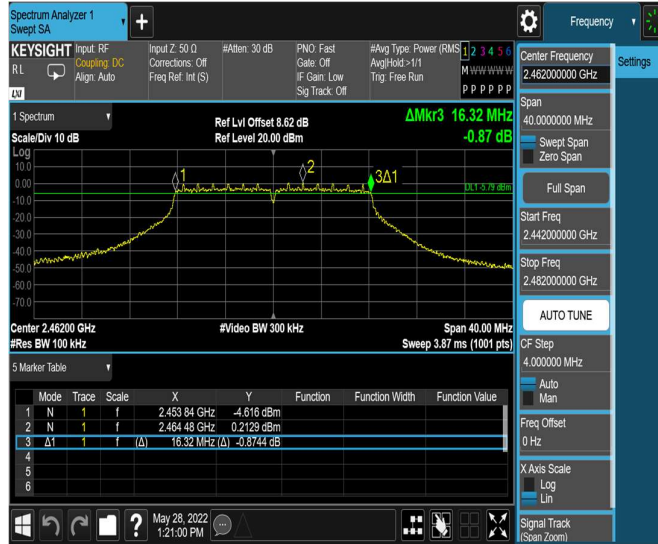 Spectrum Analyzer 1
Swept SA
+
Frequency
KEYSIGHT
RL
LXI
Input: RF
Coupling: DC
Align: Auto
Input Z: 50 Ω
Corrections: Off
Freq Ref: Int (S)
#Atten: 30 dB
PNO: Fast
Gate: Off
IF Gain: Low
Sig Track: Off
#Avg Type: Power (RMS
Avg|Hold:>1/1
Trig: Free Run
1 2 3 4 5 6
M W W W W W
P P P P P P
Center Frequency
2.462000000 GHz
Settings
Span
40.0000000 MHz
Swept Span
Zero Span
Full Span
Start Freq
2.442000000 GHz
Stop Freq
2.482000000 GHz
AUTO TUNE
CF Step
4.000000 MHz
Auto
Man
Freq Offset
0 Hz
X Axis Scale
Log
Lin
Signal Track
(Span Zoom)
1 Spectrum
Scale/Div 10 dB
Ref Lvl Offset 8.62 dB
Ref Level 20.00 dBm
ΔMkr3 16.32 MHz
-0.87 dB
Log
10.0
0.00
-10.0
-20.0
-30.0
-40.0
-50.0
-60.0
-70.0
1
2
3Δ1
DL1 -5.79 dBm
Center 2.46200 GHz
#Video BW 300 kHz
Span 40.00 MHz
#Res BW 100 kHz
Sweep 3.87 ms (1001 pts)
5 Marker Table
Mode Trace Scale X Y Function Function Width Function Value
1 N 1 f 2.453 84 GHz -4.616 dBm
2 N 1 f 2.464 48 GHz 0.2129 dBm
3 Δ1 1 f (Δ) 16.32 MHz (Δ) -0.8744 dB
4
5
6
?
May 28, 2022
1:21:00 PM